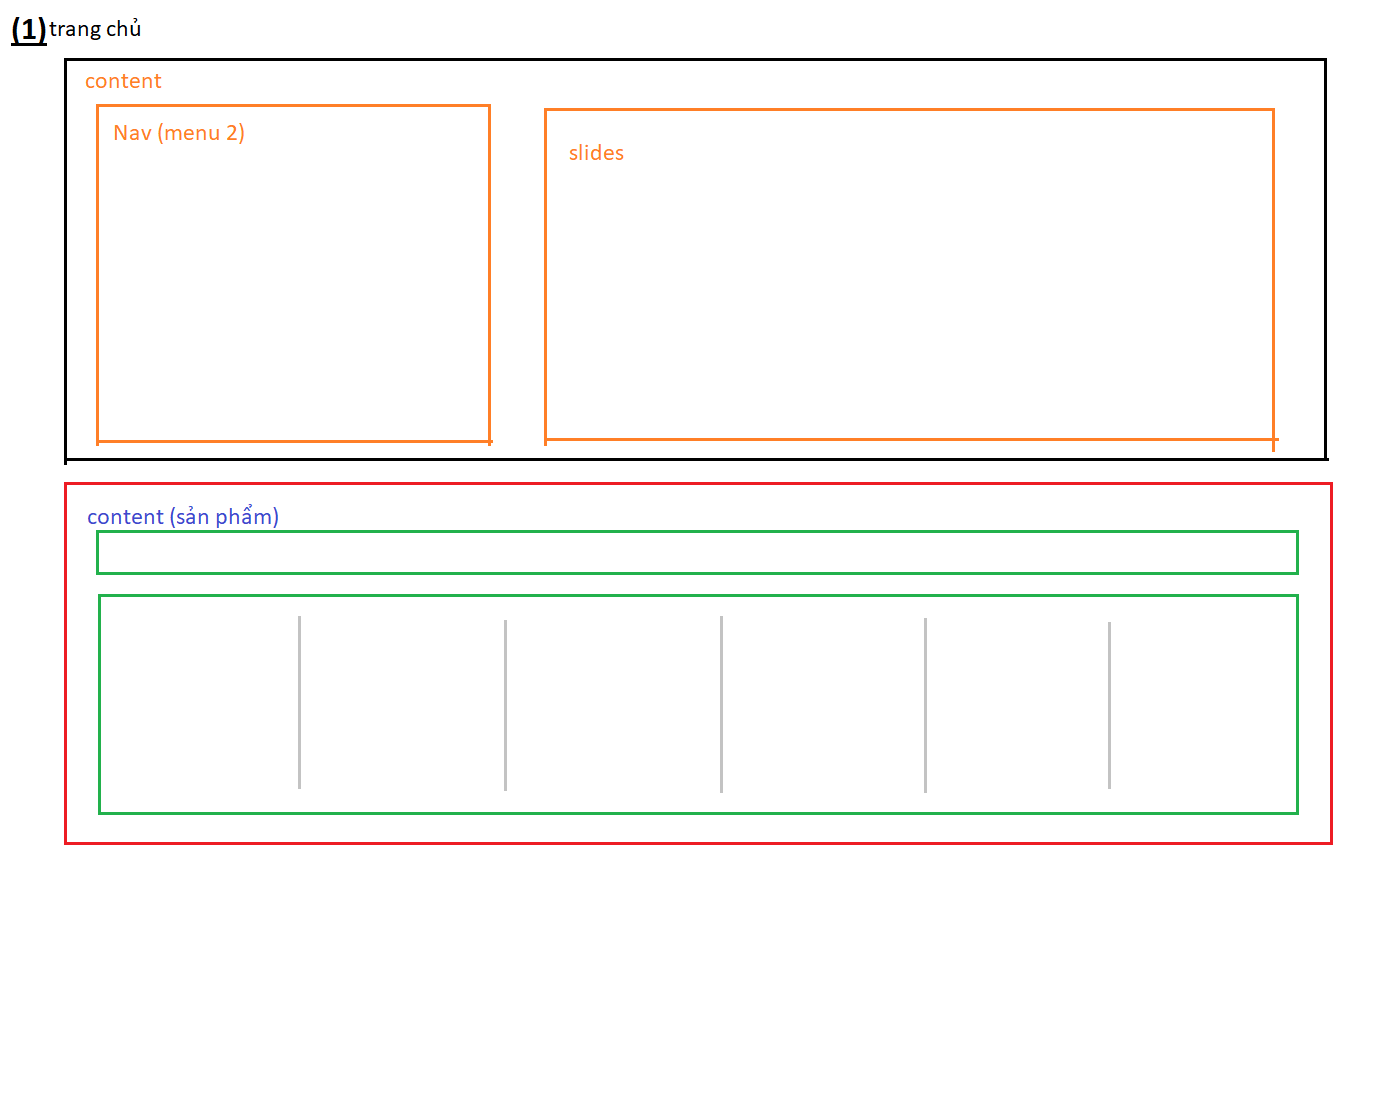 (1) trang chủ
content
Nav (menu 2)
slides
content (sản phẩm)